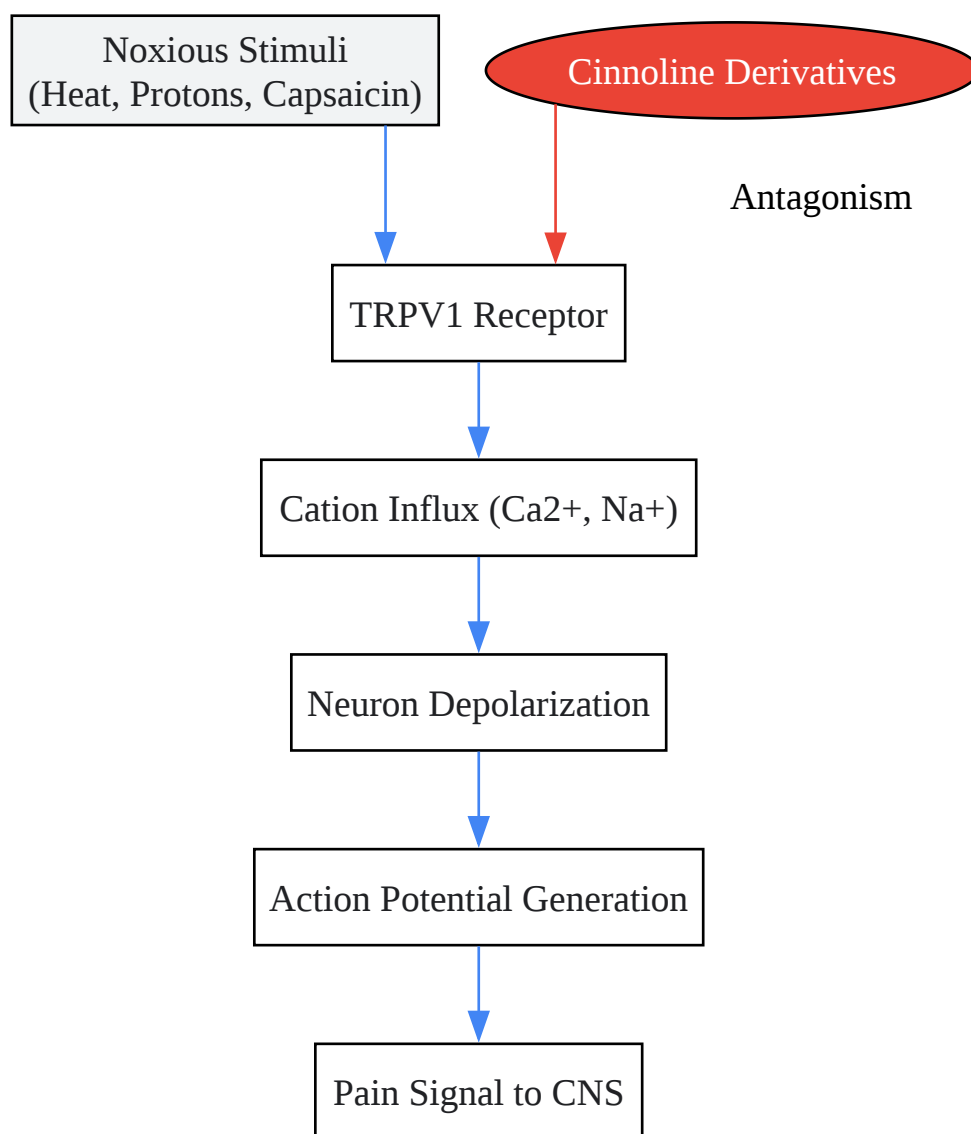 Noxious Stimuli
(Heat, Protons, Capsaicin)
Cinnoline Derivatives
Antagonism
TRPV1 Receptor
Cation Influx (Ca2+, Na+)
Neuron Depolarization
Action Potential Generation
Pain Signal to CNS